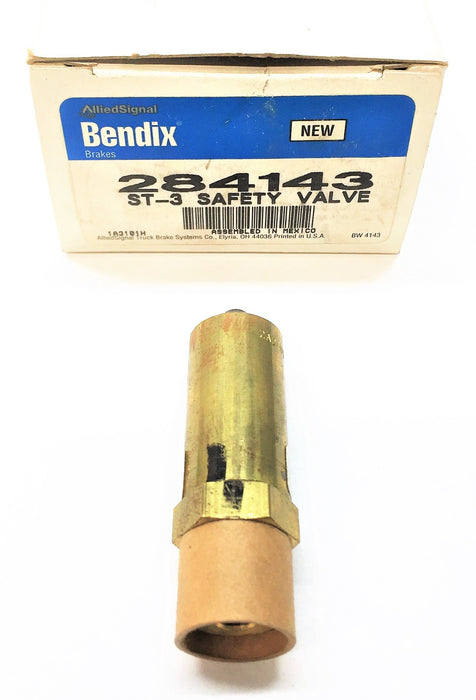 AlliedSignal
Bendix
Brakes
NEW
284143
ST-3 SAFETY VALVE
1A3101H
ASSEMBLED IN MEXICO
AlliedSignal Truck Brake Systems Co., Elyria, OH 44036 Printed in U.S.A.
BW 4143